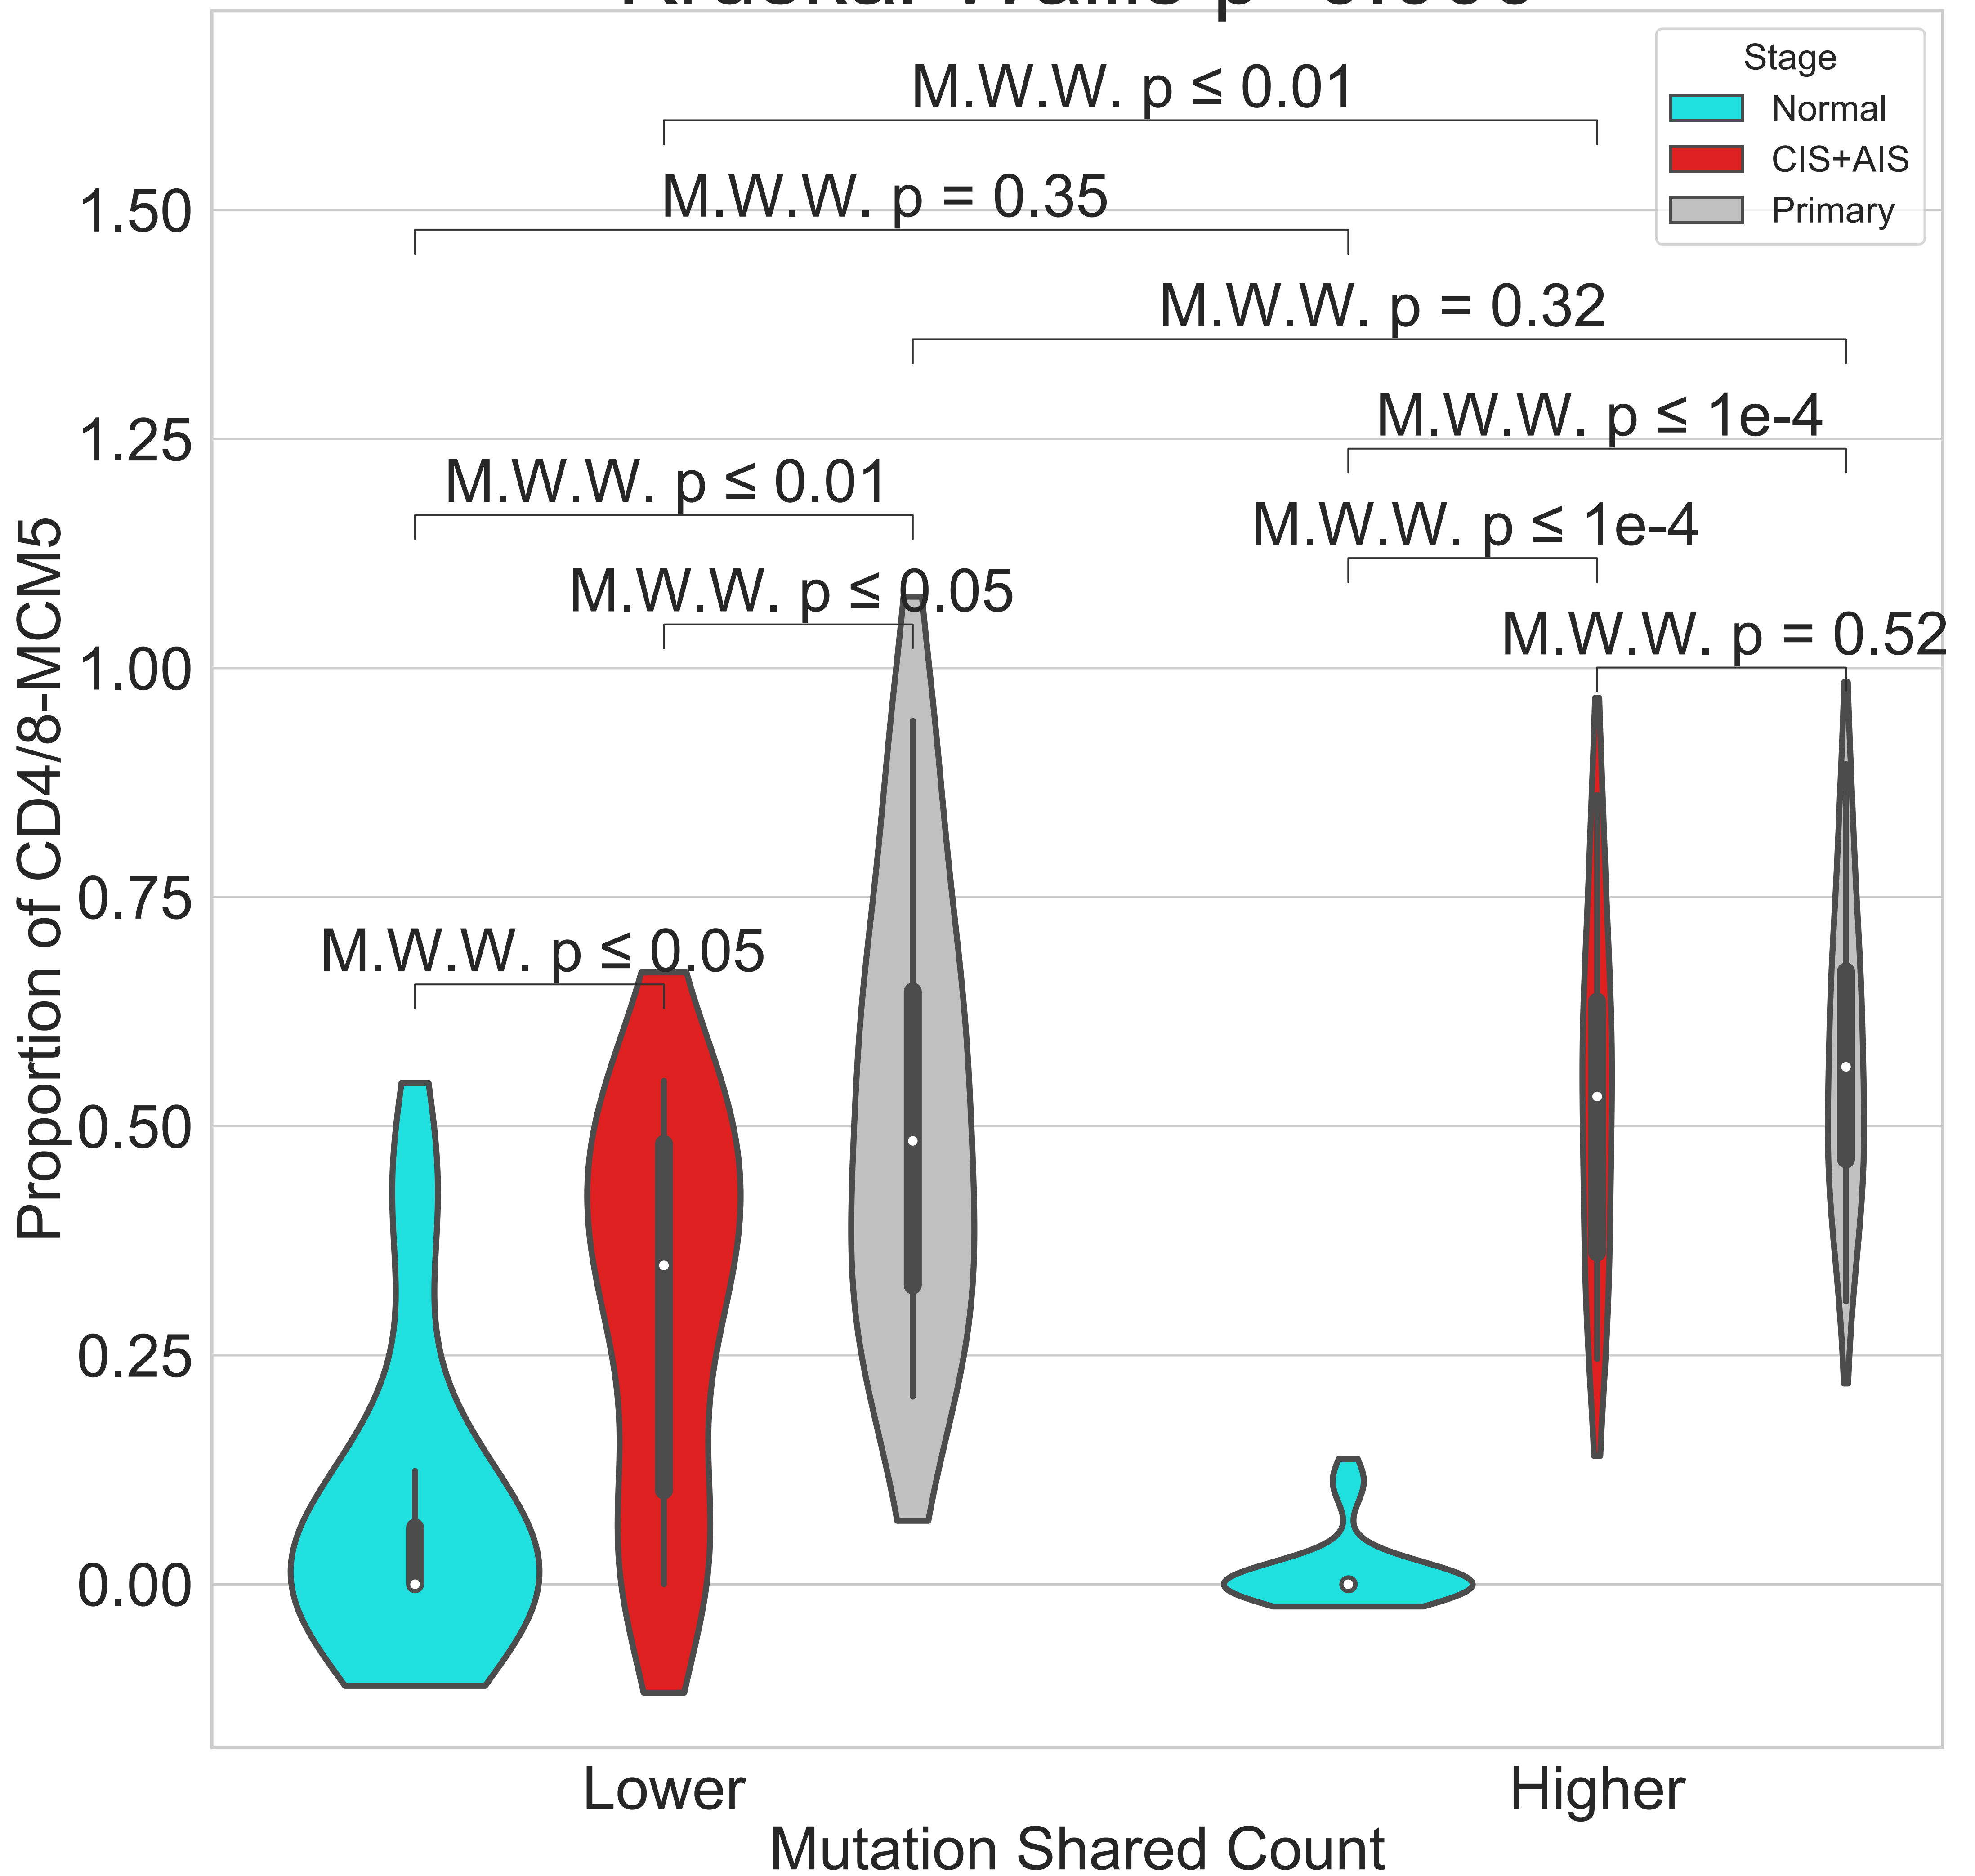 Stage
Normal
CIS+AIS
Primary
M.W.W. p ≤ 0.01
M.W.W. p = 0.35
M.W.W. p = 0.32
M.W.W. p ≤ 1e-4
M.W.W. p ≤ 0.01
M.W.W. p ≤ 1e-4
M.W.W. p ≤ 0.05
M.W.W. p = 0.52
M.W.W. p ≤ 0.05
1.50
1.25
1.00
0.75
0.50
0.25
0.00
Proportion of CD4/8-MCM5
Lower
Higher
Mutation Shared Count